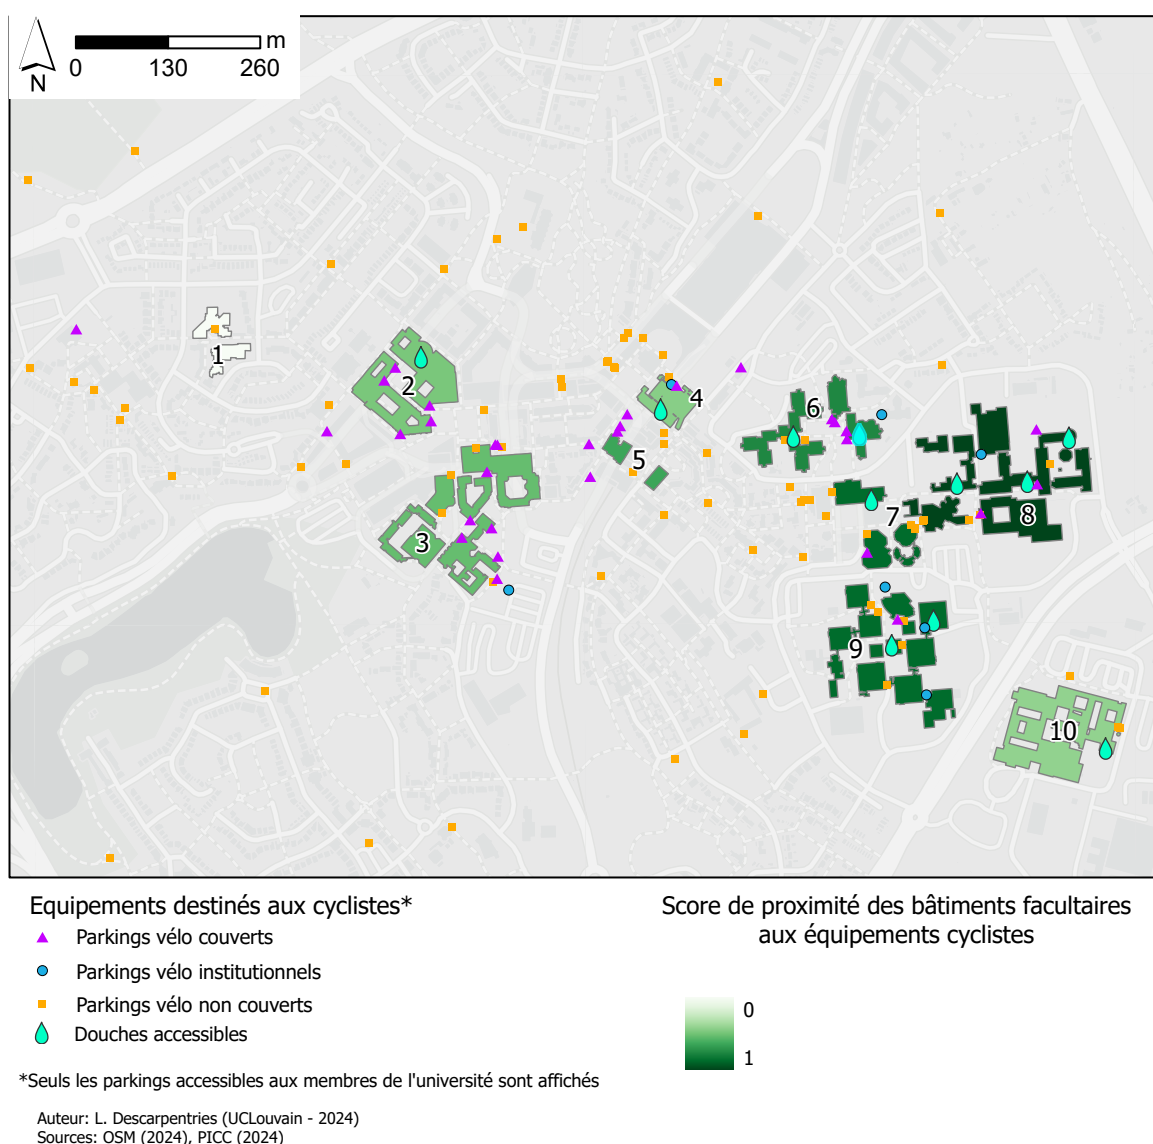 m
0 130 260
N
1
2
3
4
5
6
7
8
9
10
Equipements destinés aux cyclistes*
Parkings vélo couverts
Parkings vélo institutionnels
Parkings vélo non couverts
Douches accessibles
Score de proximité des bâtiments facultaires
aux équipements cyclistes
0
1
*Seuls les parkings accessibles aux membres de l'université sont affichés
Auteur: L. Descarpentries (UCLouvain - 2024)
Sources: OSM (2024), PICC (2024)